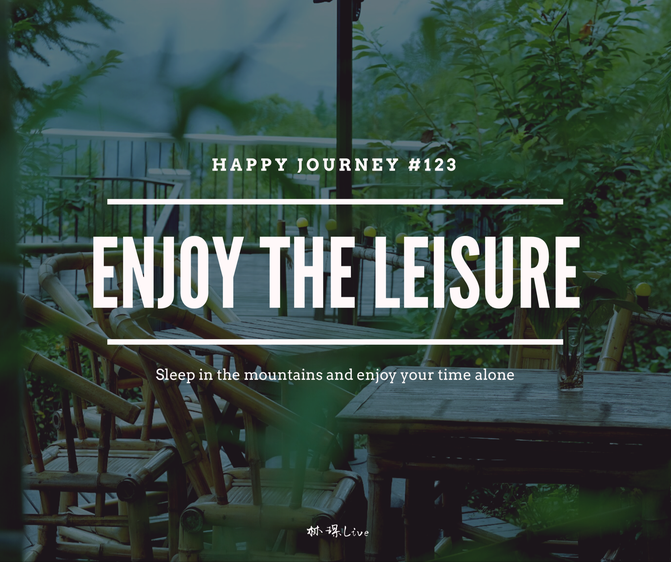 HAPPY JOURNEY #123
ENJOY THE LEISURE
Sleep in the mountains and enjoy your time alone
林璟Live